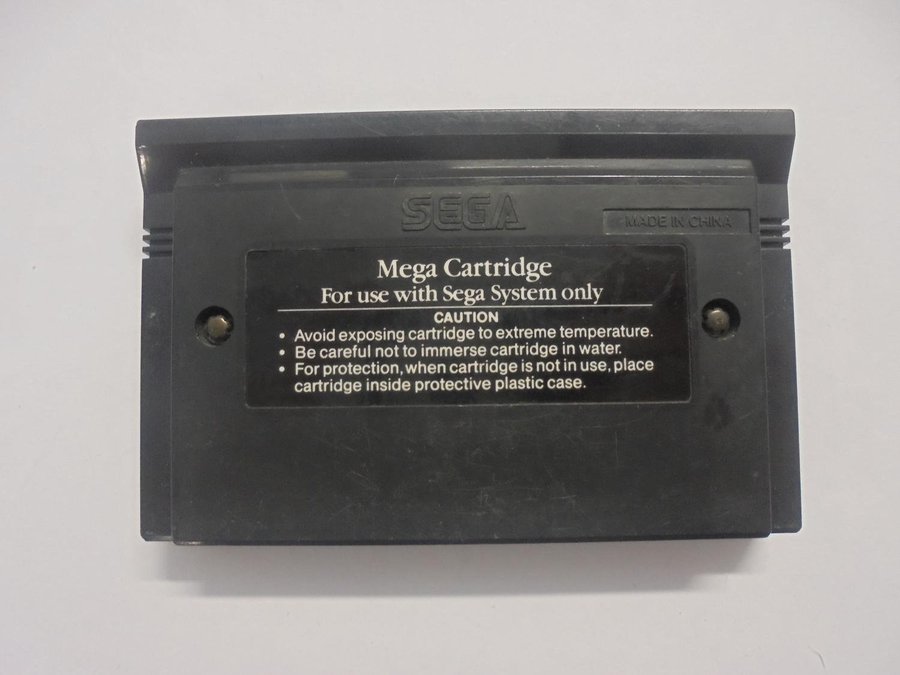 SEGA
MADE IN CHINA
Mega Cartridge
For use with Sega System only
CAUTION
• Avoid exposing cartridge to extreme temperature.
• Be careful not to immerse cartridge in water.
• For protection, when cartridge is not in use, place
cartridge inside protective plastic case.